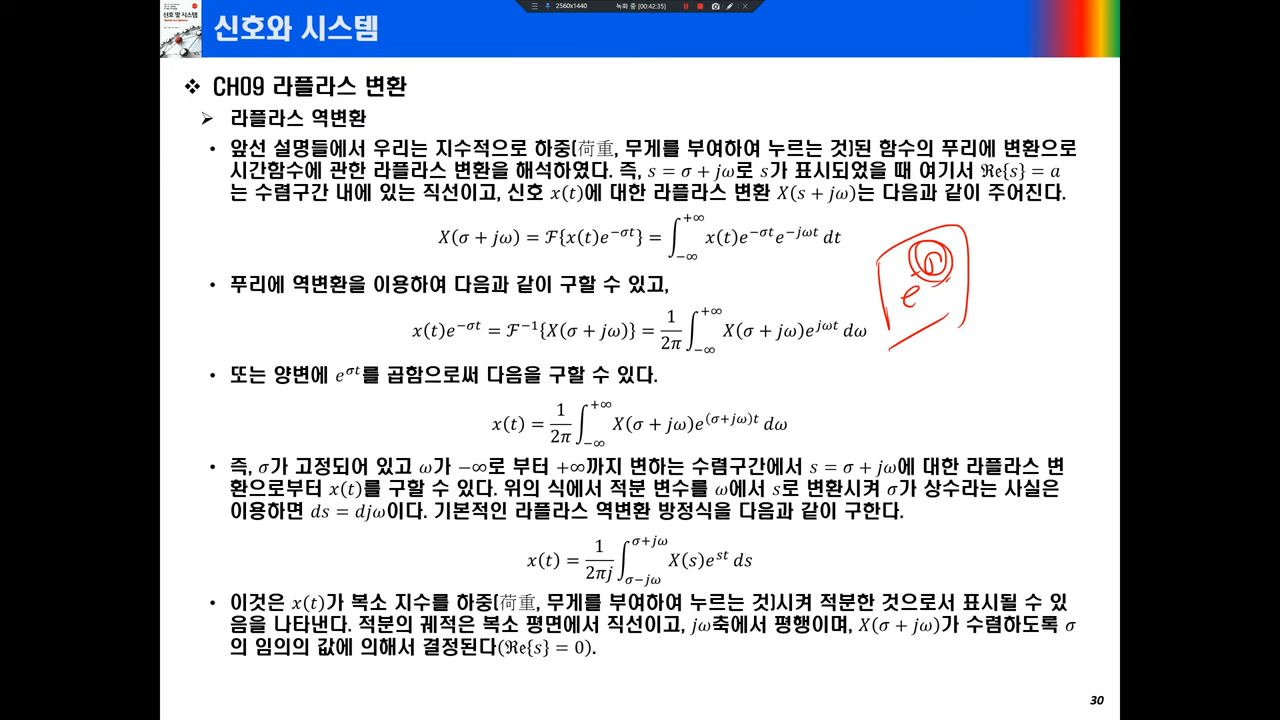 2560x1440 녹화 중 [00:42:35]
신호 및 시스템
신호와 시스템
❖ CH09 라플라스 변환
➢ 라플라스 역변환
• 앞선 설명들에서 우리는 지수적으로 하중(荷重, 무게를 부여하여 누르는 것)된 함수의 푸리에 변환으로
시간함수에 관한 라플라스 변환을 해석하였다. 즉, s = σ + jω로 s가 표시되었을 때 여기서 ℜe{s} = a
는 수렴구간 내에 있는 직선이고, 신호 x(t)에 대한 라플라스 변환 X(s + jω)는 다음과 같이 주어진다.
X(σ + jω) = ℱ{x(t)e^{−σt}} = ∫_{−∞}^{+∞} x(t)e^{−σt}e^{−jωt} dt
e^σ
• 푸리에 역변환을 이용하여 다음과 같이 구할 수 있고,
x(t)e^{−σt} = ℱ^{−1}{X(σ + jω)} = 1/2π ∫_{−∞}^{+∞} X(σ + jω)e^{jωt} dω
• 또는 양변에 e^{σt}를 곱함으로써 다음을 구할 수 있다.
x(t) = 1/2π ∫_{−∞}^{+∞} X(σ + jω)e^{(σ+jω)t} dω
• 즉, σ가 고정되어 있고 ω가 −∞로 부터 +∞까지 변하는 수렴구간에서 s = σ + jω에 대한 라플라스 변
환으로부터 x(t)를 구할 수 있다. 위의 식에서 적분 변수를 ω에서 s로 변환시켜 σ가 상수라는 사실은
이용하면 ds = djω이다. 기본적인 라플라스 역변환 방정식을 다음과 같이 구한다.
x(t) = 1/2πj ∫_{σ−jω}^{σ+jω} X(s)e^{st} ds
• 이것은 x(t)가 복소 지수를 하중(荷重, 무게를 부여하여 누르는 것)시켜 적분한 것으로서 표시될 수 있
음을 나타낸다. 적분의 궤적은 복소 평면에서 직선이고, jω축에서 평행이며, X(σ + jω)가 수렴하도록 σ
의 임의의 값에 의해서 결정된다(ℜe{s} = 0).
30